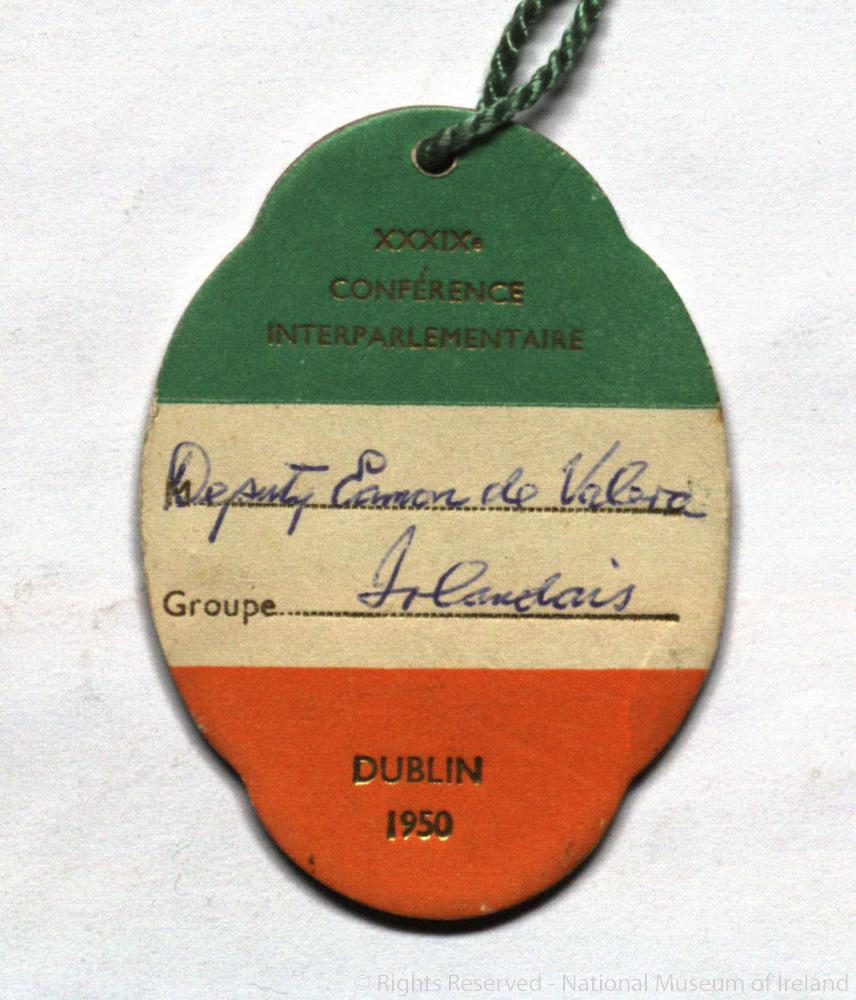 XXXIXe
CONFÉRENCE
INTERPARLEMENTAIRE
Deputy Eamon de Valera
Groupe Irlandais
DUBLIN
1950
© Rights Reserved - National Museum of Ireland